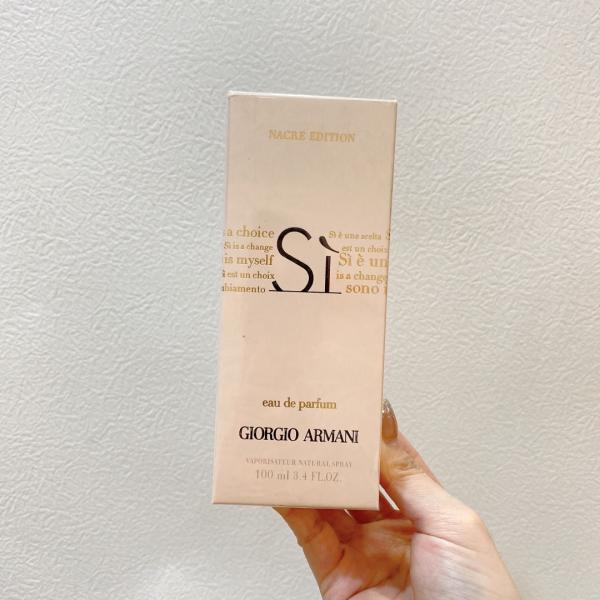 NACRE EDITION
a choice
Sì is a change
is myself
est un choix
biamento
Sì
Sì è una scelta
est un choix
Sì è un
is a change
sono
eau de parfum
GIORGIO ARMANI
VAPORISATEUR NATURAL SPRAY
100 ml 3.4 FL.OZ.